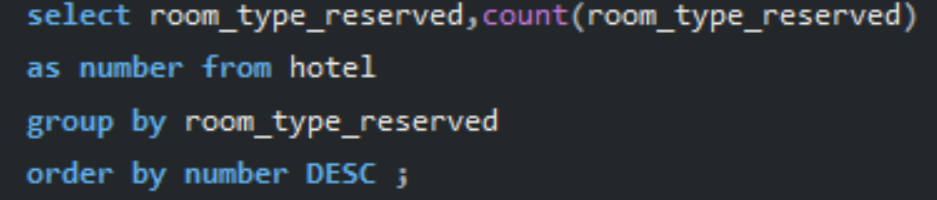 select room_type_reserved,count(room_type_reserved)
as number from hotel
group by room_type_reserved
order by number DESC ;